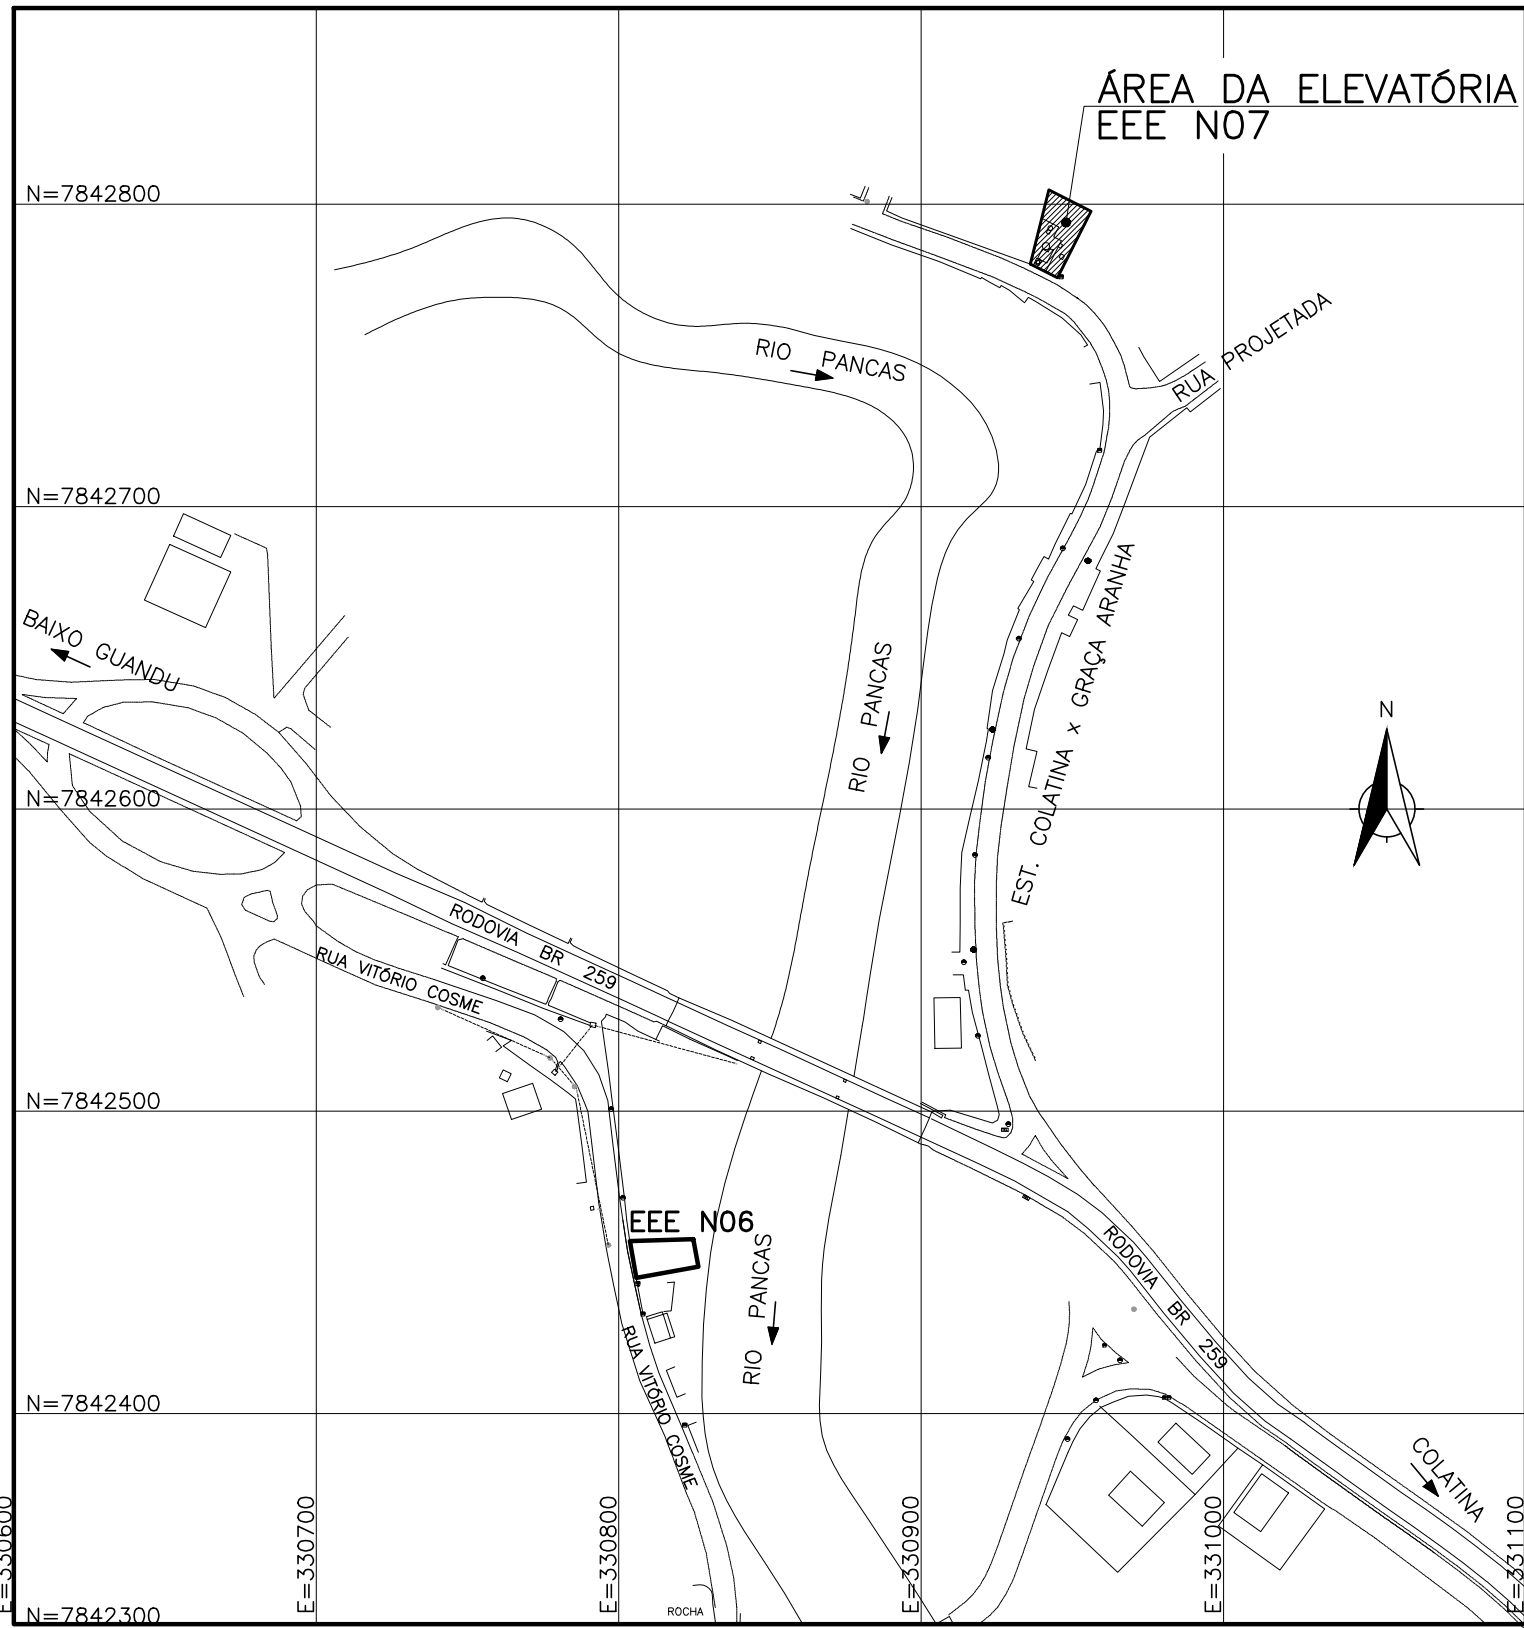 ÁREA DA ELEVATÓRIA
EEE N07
N=7842800
RUA PROJETADA
RIO PANCAS
N=7842700
EST. COLATINA x GRAÇA ARANHA
BAIXO GUANDU
RIO PANCAS
N
N=7842600
RODOVIA BR 259
RUA VITÓRIO COSME
N=7842500
EEE N06
RIO PANCAS
RODOVIA BR 259
RUA VITÓRIO COSME
N=7842400
COLATINA
E=330600
E=330700
E=330800
E=330900
E=331000
E=331100
ROCHA
N=7842300